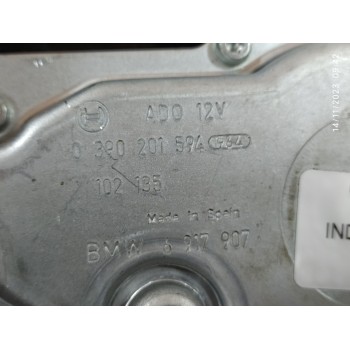 ADO 12V
0 390 201 594
102 135
Made in Spain
BMW 6 917 907
IND